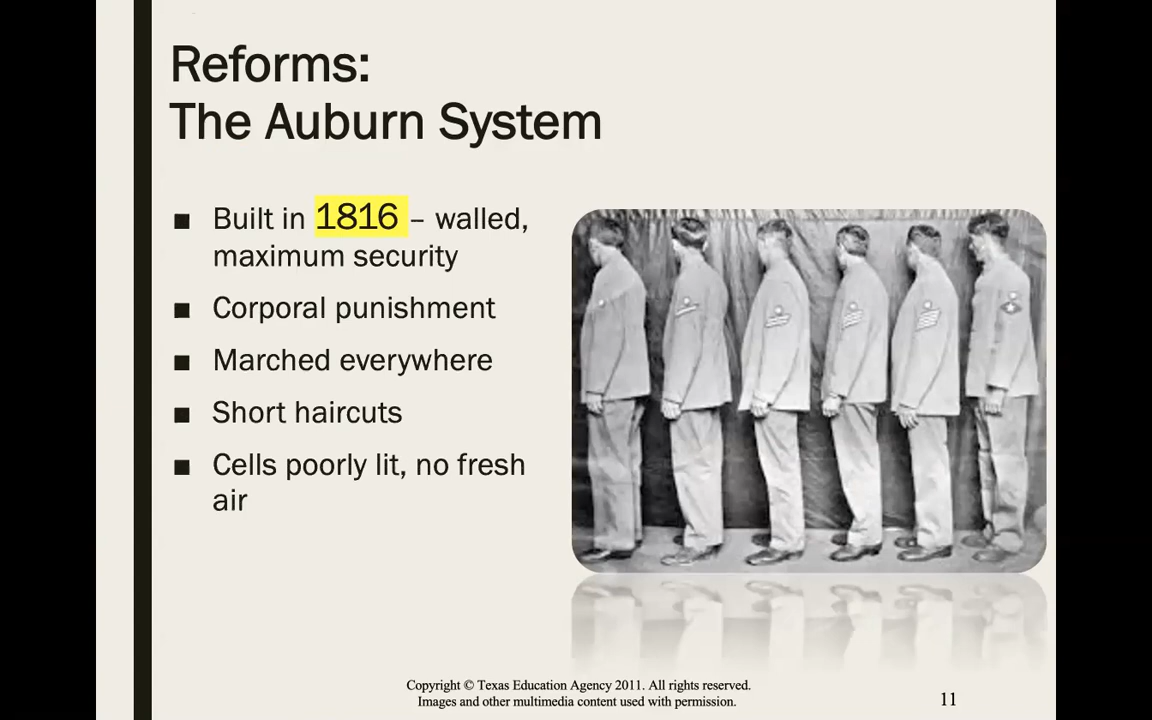 Reforms:
The Auburn System
■ Built in 1816 – walled,
maximum security
■ Corporal punishment
■ Marched everywhere
■ Short haircuts
■ Cells poorly lit, no fresh
air
Copyright © Texas Education Agency 2011. All rights reserved.
Images and other multimedia content used with permission.
11